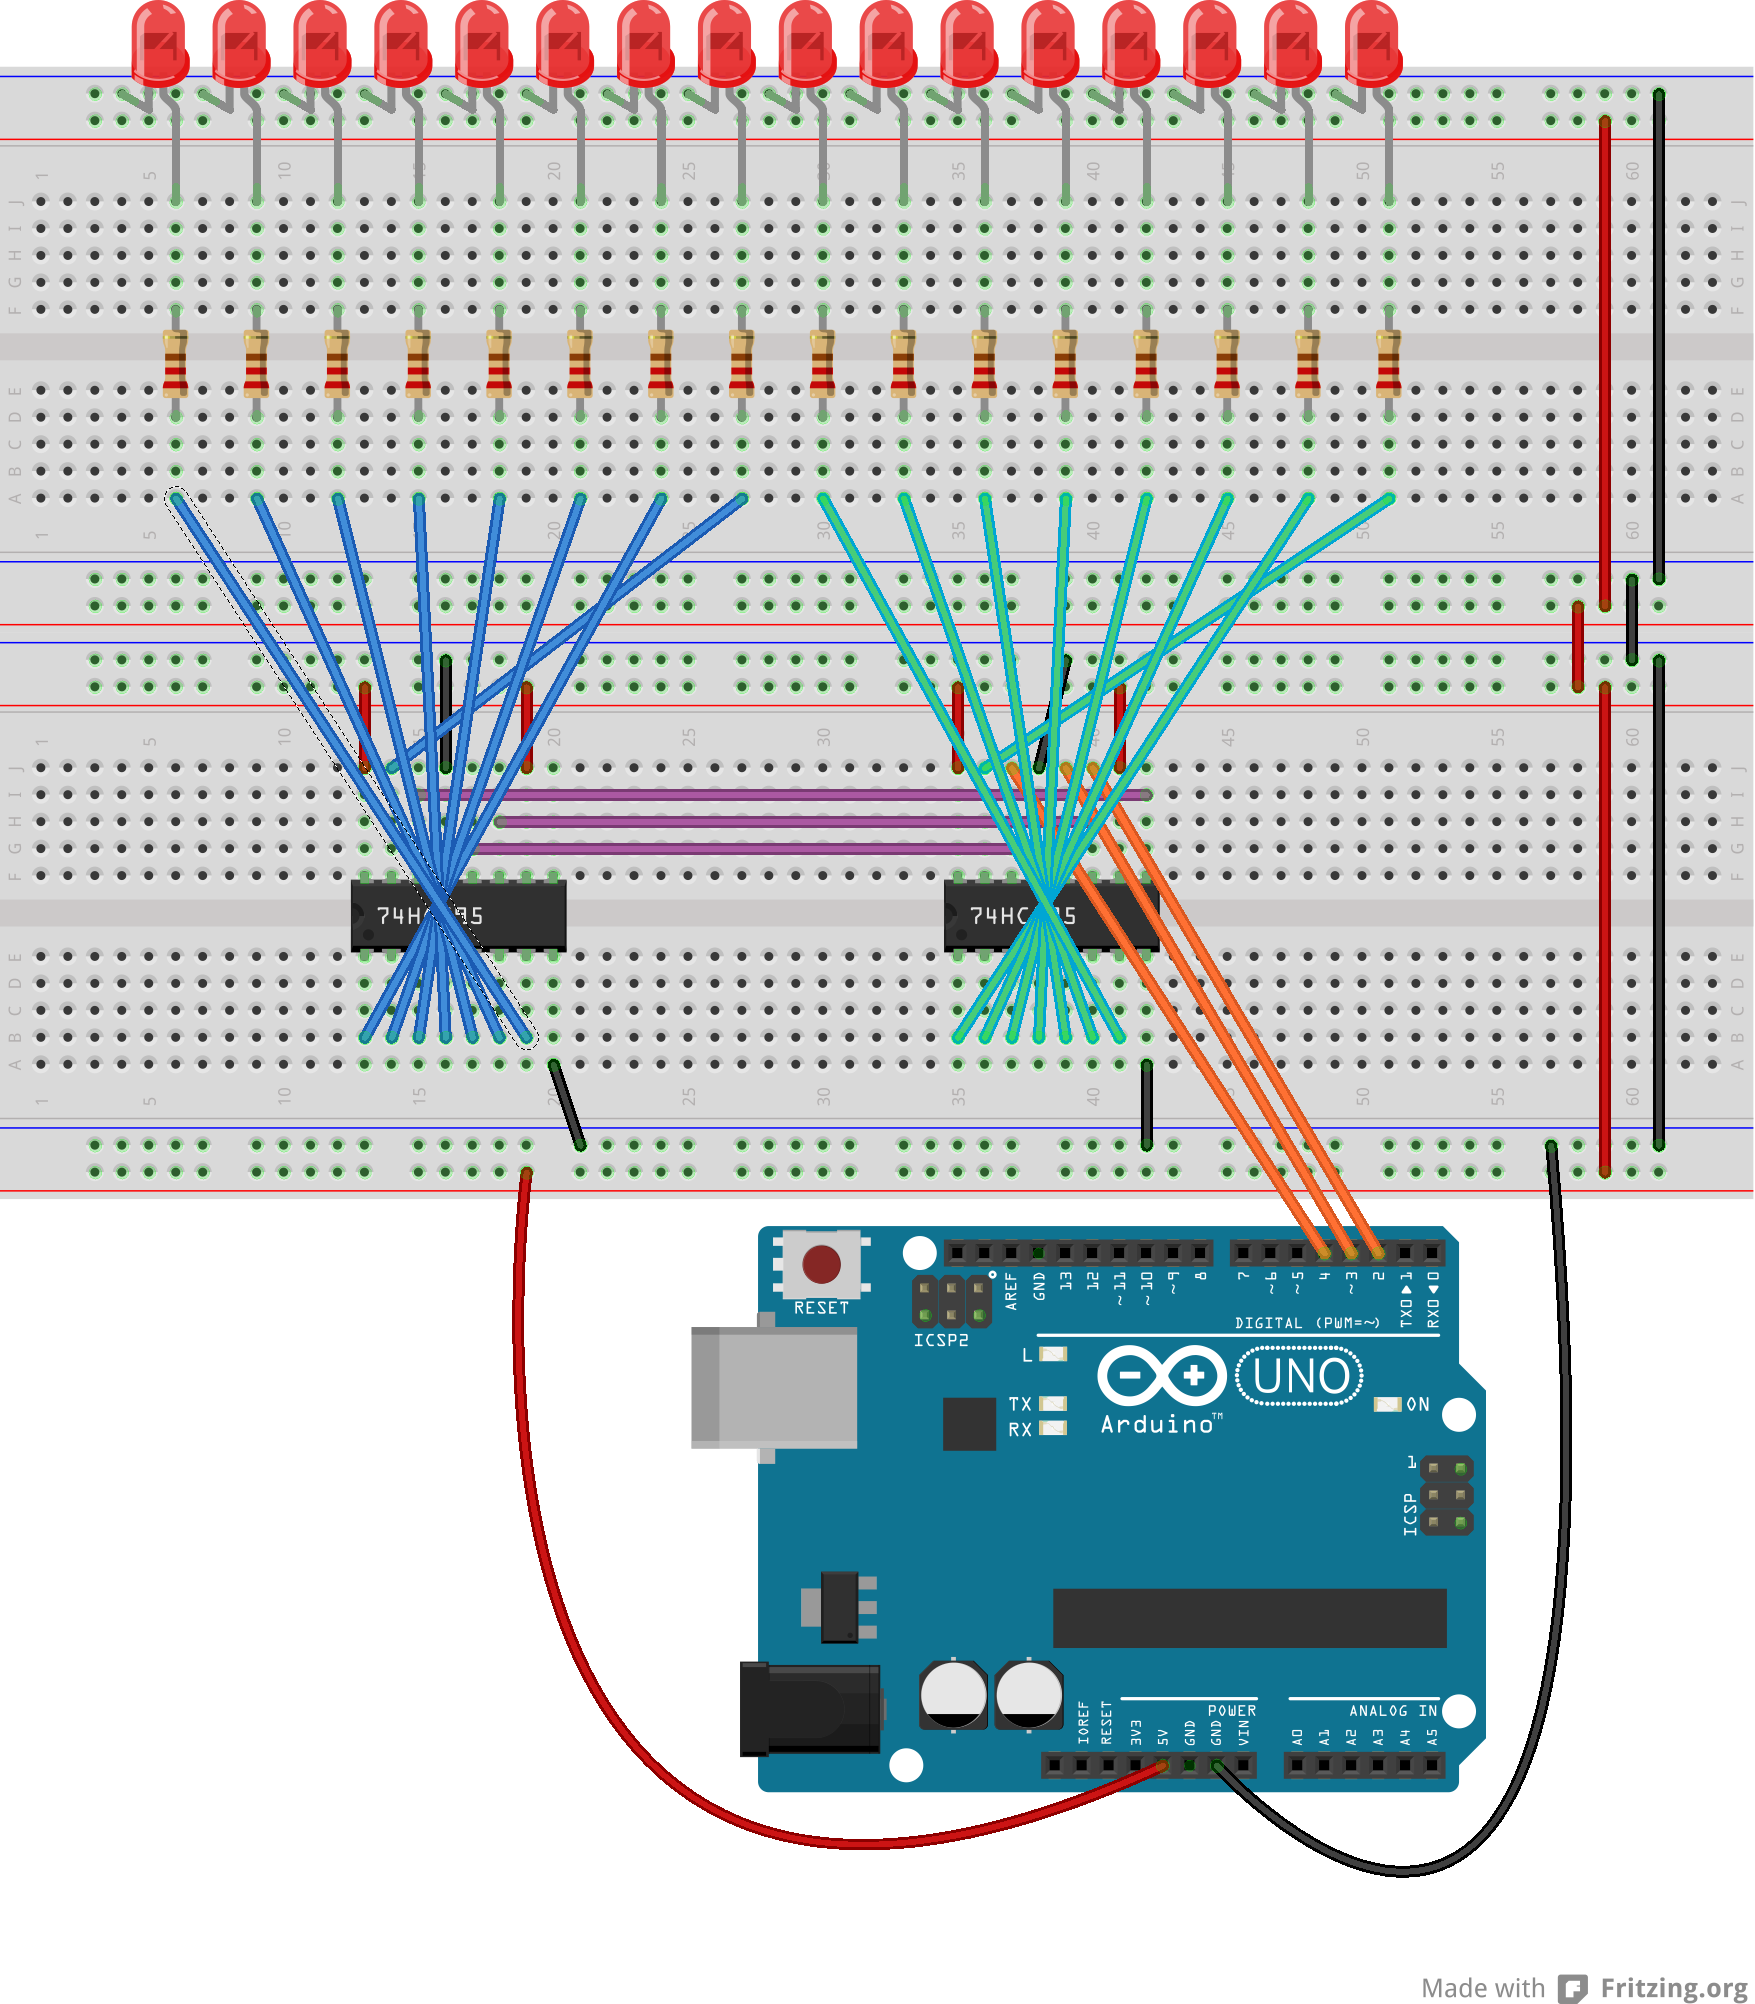 1 5 10 15 20 25 30 35 40 45 50 55 60
J J
I I
H H
G G
F F
E E
D D
C C
B B
A A
1 5 10 20 25 30 35 40 45 50 55 60
1 5 10 15 20 25 30 35 40 45 50 55 60
J J
I I
H H
G G
F F
74HC595 74HC595
E E
D D
C C
B B
A A
1 5 10 15 20 25 30 35 40 45 50 55 60
RESET
AREF GND 13 12 ~11 ~10 ~9 8 7 ~6 ~5 4 ~3 2 TX0▶1 RX0◀0
DIGITAL (PWM=~)
ICSP2
L
TX
RX
UNO
Arduino™
ON
1
ICSP
POWER
ANALOG IN
IOREF RESET 3V3 5V GND GND VIN A0 A1 A2 A3 A4 A5
Made with Fritzing.org